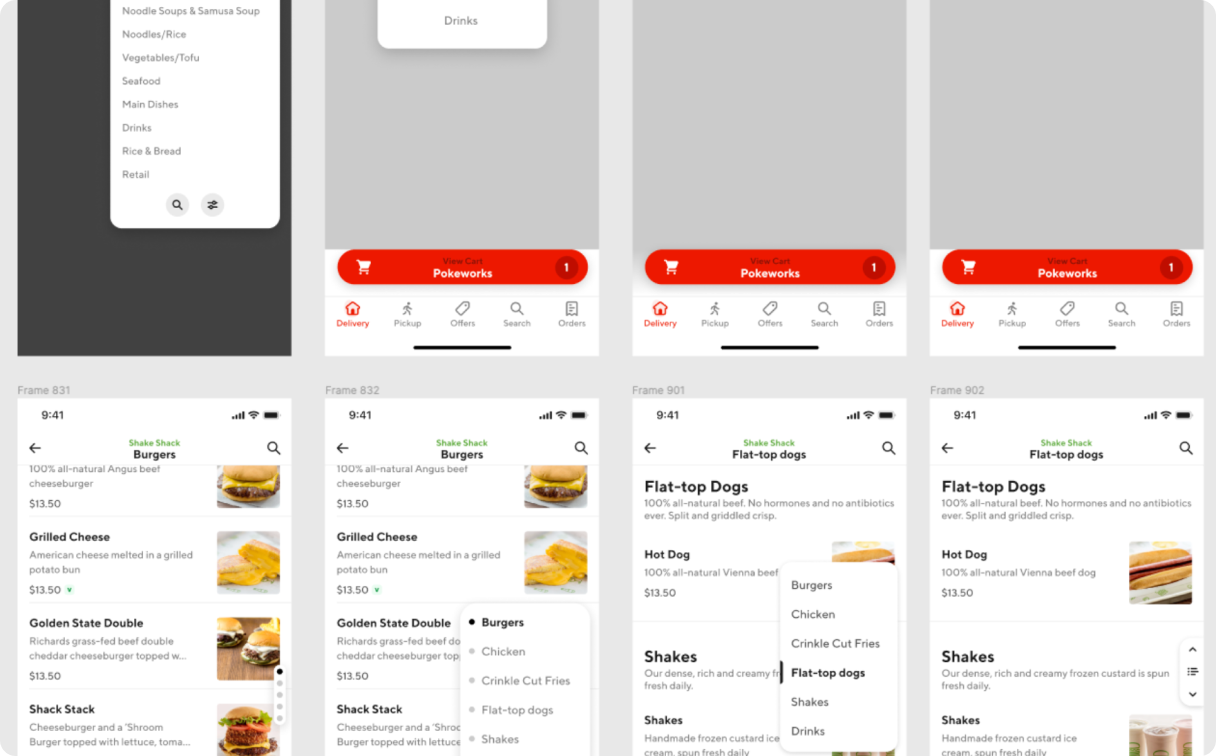 Noodle Soups & Samusa Soup
Noodles/Rice
Vegetables/Tofu
Seafood
Main Dishes
Drinks
Rice & Bread
Retail
Drinks
View Cart
Pokeworks
1
Delivery
Pickup
Offers
Search
Orders
View Cart
Pokeworks
1
Delivery
Pickup
Offers
Search
Orders
View Cart
Pokeworks
1
Delivery
Pickup
Offers
Search
Orders
Frame 831
9:41
Shake Shack
Burgers
100% all-natural Angus beef
cheeseburger
$13.50
Grilled Cheese
American cheese melted in a grilled
potato bun
$13.50 v
Golden State Double
Richards grass-fed beef double
cheddar cheeseburger topped w...
$13.50
Shack Stack
Cheeseburger and a ‘Shroom
Burger topped with lettuce, toma...
Frame 832
9:41
Shake Shack
Burgers
100% all-natural Angus beef
cheeseburger
$13.50
Grilled Cheese
American cheese melted in a grilled
potato bun
$13.50 v
Golden State Double
Richards grass-fed beef do
cheddar cheeseburger top
$13.50
Shack Stack
Cheeseburger and a ‘Shroo
Burger topped with lettuce
Burgers
Chicken
Crinkle Cut Fries
Flat-top dogs
Shakes
Frame 901
9:41
Shake Shack
Flat-top dogs
Flat-top Dogs
100% all-natural beef. No hormones and no antibiotics
ever. Split and griddled crisp.
Hot Dog
100% all-natural Vienna beef
$13.50
Shakes
Our dense, rich and creamy fr
fresh daily.
Shakes
Handmade frozen custard ice
cream, spun fresh daily
Burgers
Chicken
Crinkle Cut Fries
Flat-top dogs
Shakes
Drinks
Frame 902
9:41
Shake Shack
Flat-top dogs
Flat-top Dogs
100% all-natural beef. No hormones and no antibiotics
ever. Split and griddled crisp.
Hot Dog
100% all-natural Vienna beef dog
$13.50
Shakes
Our dense, rich and creamy frozen custard is spun
fresh daily.
Shakes
Handmade frozen custard ice
cream, spun fresh daily